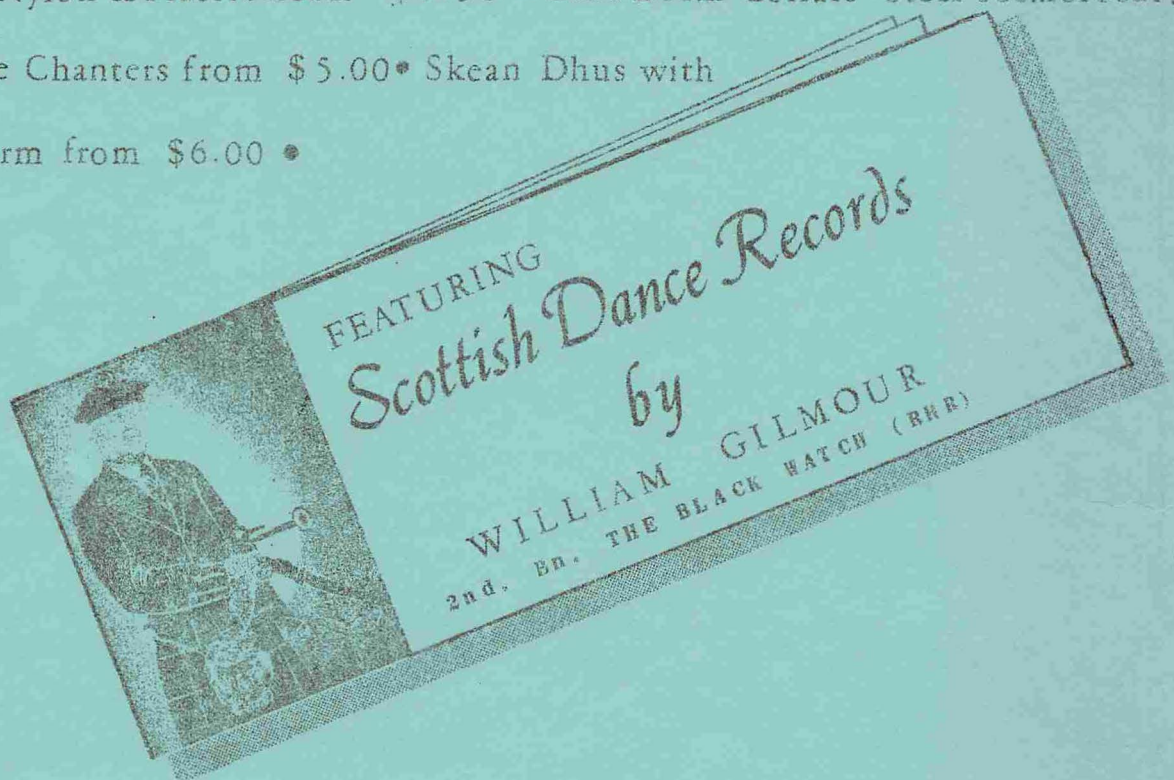 e Chanters from $5.00• Skean Dhus with
rm from $6.00 •
FEATURING
Scottish Dance Records
by
WILLIAM GILMOUR
2nd. Bn. THE BLACK WATCH (BHR)